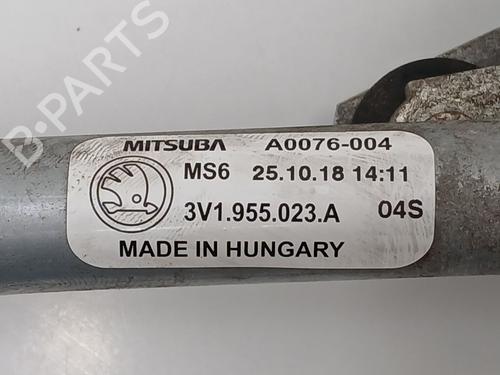 B-PARTS
MITSUBA A0076-004
MS6 25.10.18 14:11
3V1.955.023.A 04S
MADE IN HUNGARY